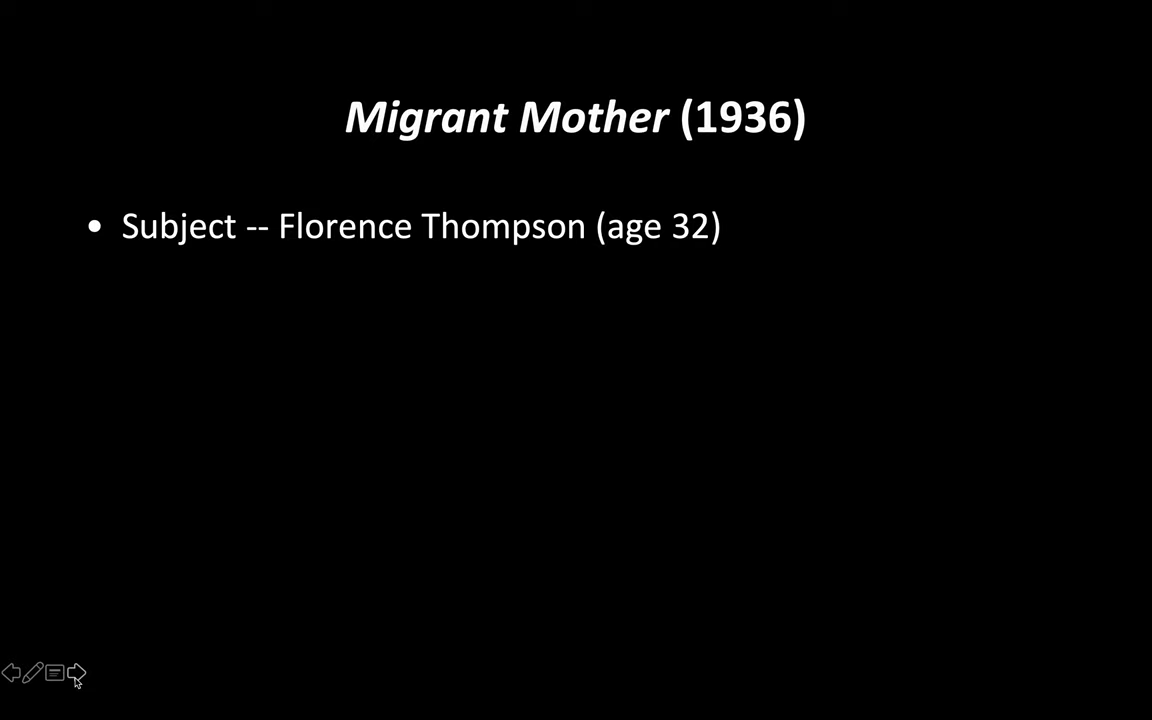 Migrant Mother (1936)
• Subject -- Florence Thompson (age 32)